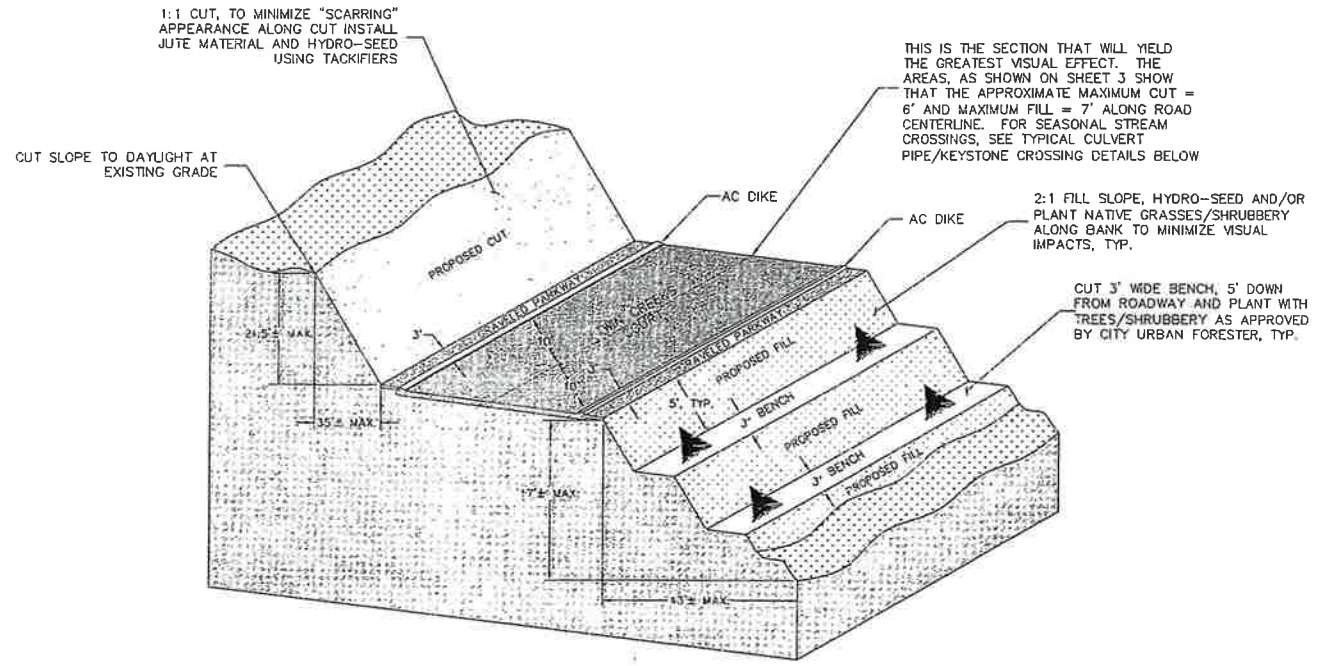 1:1 CUT, TO MINIMIZE "SCARRING"
APPEARANCE ALONG CUT INSTALL
JUTE MATERIAL AND HYDRO-SEED
USING TACKIFIERS
THIS IS THE SECTION THAT WILL YIELD
THE GREATEST VISUAL EFFECT. THE
AREAS, AS SHOWN ON SHEET 3 SHOW
THAT THE APPROXIMATE MAXIMUM CUT =
6' AND MAXIMUM FILL = 7' ALONG ROAD
CENTERLINE. FOR SEASONAL STREAM
CROSSINGS, SEE TYPICAL CULVERT
PIPE/KEYSTONE CROSSING DETAILS BELOW
CUT SLOPE TO DAYLIGHT AT
EXISTING GRADE
AC DIKE
AC DIKE
2:1 FILL SLOPE, HYDRO-SEED AND/OR
PLANT NATIVE GRASSES/SHRUBBERY
ALONG BANK TO MINIMIZE VISUAL
IMPACTS, TYP.
CUT 3' WIDE BENCH, 5' DOWN
FROM ROADWAY AND PLANT WITH
TREES/SHRUBBERY AS APPROVED
BY CITY URBAN FORESTER, TYP.
PROPOSED CUT
GRAVELED PARKWAY
3'
TWIN CREEKS
10'
10'
GRAVELED PARKWAY
3'
PROPOSED FILL
5', TYP.
3' BENCH
PROPOSED FILL
3' BENCH
PROPOSED FILL
MAX.
35'± MAX.
MAX.
43'± MAX.